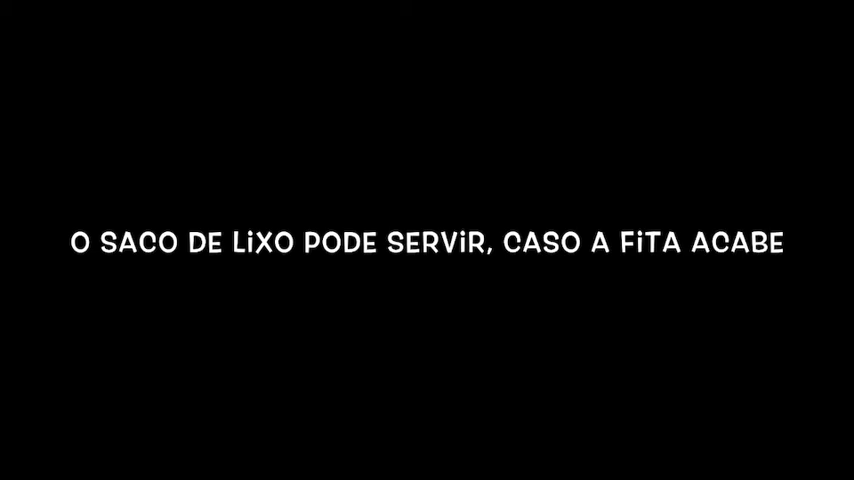 O SACO DE LiXO PODE SERViR, CASO A FiTA ACABE